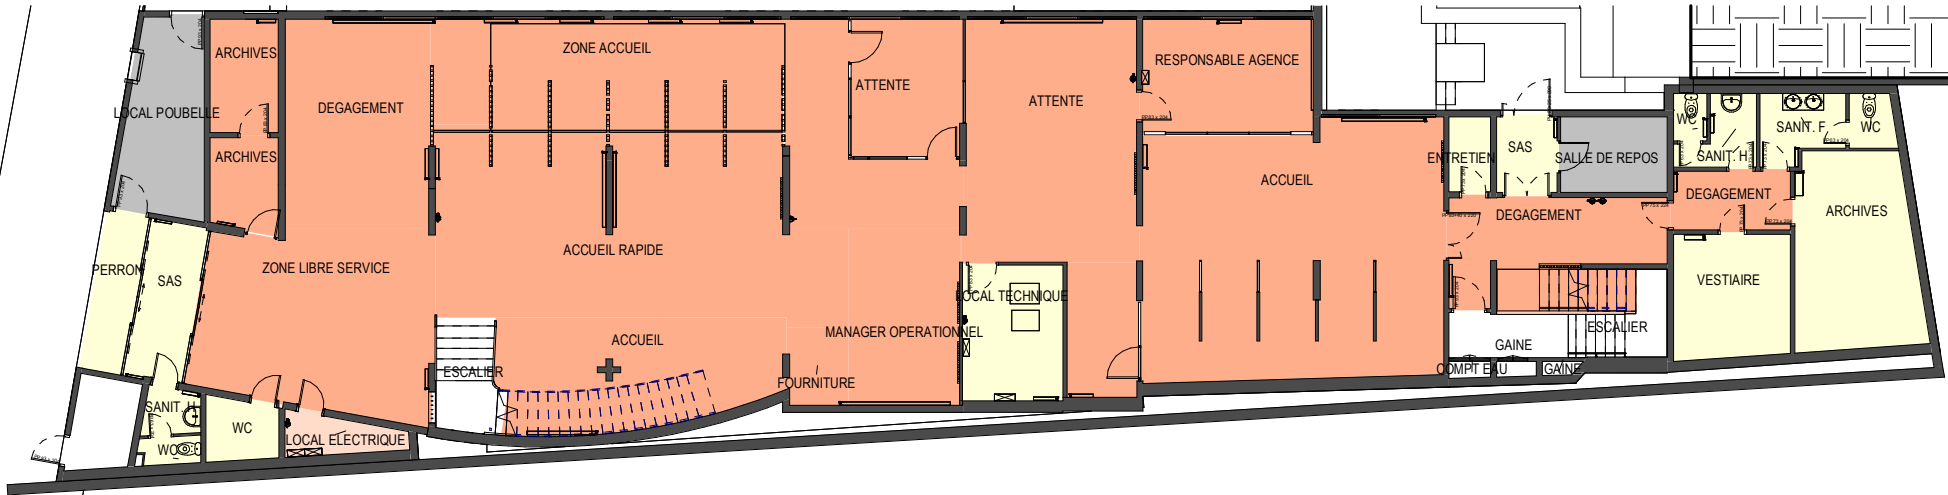 ARCHIVES
ZONE ACCUEIL
RESPONSABLE AGENCE
ATTENTE
ATTENTE
DEGAGEMENT
LOCAL POUBELLE
WC
SANIT. F
WC
ARCHIVES
ENTRETIEN
SAS
SALLE DE REPOS
SANIT. H
ACCUEIL
DEGAGEMENT
DEGAGEMENT
ARCHIVES
ACCUEIL RAPIDE
PERRON
SAS
ZONE LIBRE SERVICE
VESTIAIRE
LOCAL TECHNIQUE
MANAGER OPERATIONNEL
ESCALIER
ACCUEIL
GAINE
ESCALIER
FOURNITURE
COMPT EAU
GAINE
SANIT. H
WC
LOCAL ELECTRIQUE
WC